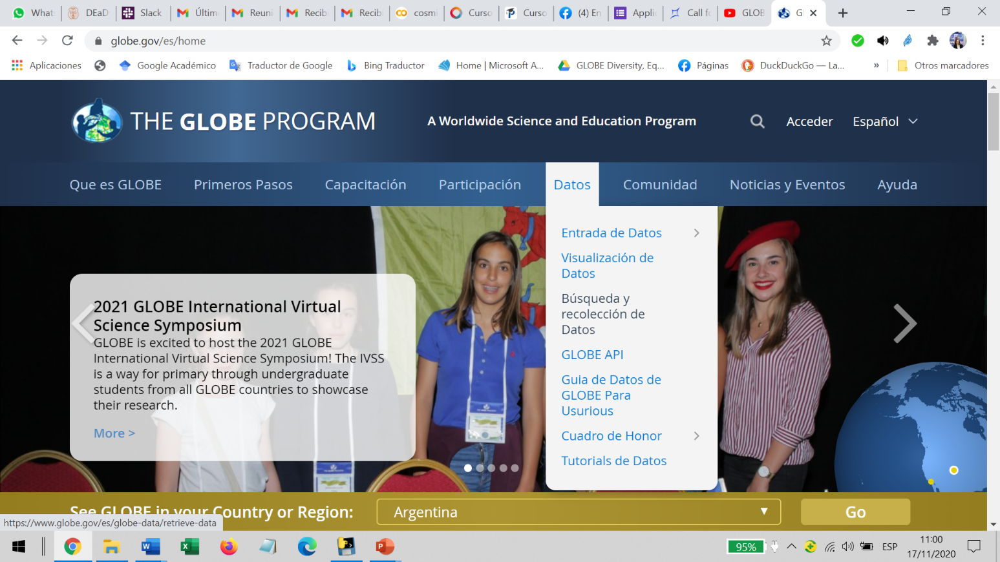 What
DEaD
Slack
Últim
Reuni
Recib
Recib
cosmi
Curso
Curso
(4) En
Appli
Call fo
GLOB
Gl
globe.gov/es/home
Aplicaciones
Google Académico
Traductor de Google
Bing Traductor
Home | Microsoft A...
GLOBE Diversity, Eq...
Páginas
DuckDuckGo — La...
»
Otros marcadores
THE GLOBE PROGRAM
A Worldwide Science and Education Program
Acceder
Español
Que es GLOBE
Primeros Pasos
Capacitación
Participación
Datos
Comunidad
Noticias y Eventos
Ayuda
Entrada de Datos
Visualización de
Datos
Búsqueda y
recolección de
Datos
GLOBE API
Guia de Datos de
GLOBE Para
Usurious
Cuadro de Honor
Tutorials de Datos
2021 GLOBE International Virtual
Science Symposium
GLOBE is excited to host the 2021 GLOBE
International Virtual Science Symposium! The IVSS
is a way for primary through undergraduate
students from all GLOBE countries to showcase
their research.
More >
See GLOBE in your Country or Region:
Argentina
Go
https://www.globe.gov/es/globe-data/retrieve-data
95%
ESP
11:00
17/11/2020